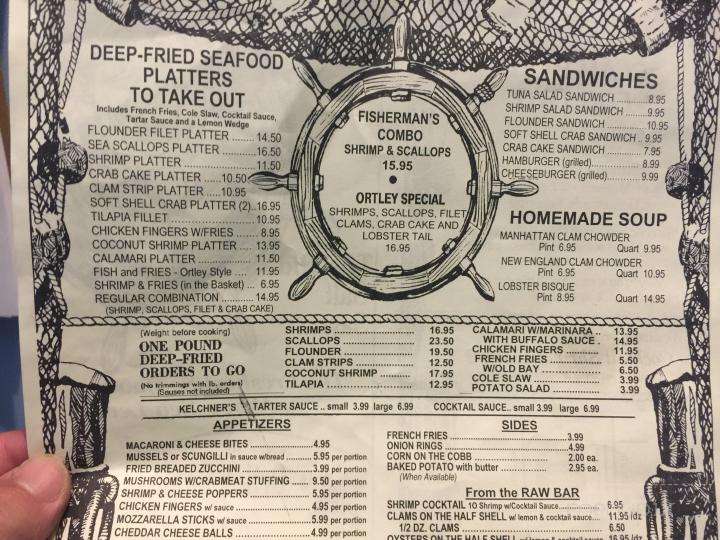 DEEP-FRIED SEAFOOD
PLATTERS
TO TAKE OUT
Includes French Fries, Cole Slaw, Cocktail Sauce,
Tartar Sauce and a Lemon Wedge
FLOUNDER FILET PLATTER ...... 14.50
SEA SCALLOPS PLATTER ........ 16.50
SHRIMP PLATTER ................... 11.50
CRAB CAKE PLATTER .....10.50
CLAM STRIP PLATTER .....10.95
SOFT SHELL CRAB PLATTER (2)..16.95
TILAPIA FILLET ........................ 10.95
CHICKEN FINGERS W/FRIES ..... 8.95
COCONUT SHRIMP PLATTER .... 13.95
CALAMARI PLATTER ............... 11.50
FISH and FRIES - Ortley Style .... 11.95
SHRIMP & FRIES (in the Basket) ... 6.95
REGULAR COMBINATION ........... 14.95
(SHRIMP, SCALLOPS, FILET & CRAB CAKE)
FISHERMAN'S
COMBO
SHRIMP & SCALLOPS
15.95
ORTLEY SPECIAL
SHRIMPS, SCALLOPS, FILET
CLAMS, CRAB CAKE AND
LOBSTER TAIL
16.95
SANDWICHES
TUNA SALAD SANDWICH ............8.95
SHRIMP SALAD SANDWICH .........9.95
FLOUNDER SANDWICH ............. 10.95
SOFT SHELL CRAB SANDWICH .. 9.95
CRAB CAKE SANDWICH ............. 7.95
HAMBURGER (grilled)................. 8.99
CHEESEBURGER (grilled)............ 9.99
HOMEMADE SOUP
MANHATTAN CLAM CHOWDER
Pint 6.95 Quart 9.95
NEW ENGLAND CLAM CHOWDER
Pint 6.95 Quart 10.95
LOBSTER BISQUE
Pint 8.95 Quart 14.95
(Weight before cooking)
ONE POUND
DEEP-FRIED
ORDERS TO GO
(No trimmings with lb. orders)
(Sauces not included)
SHRIMPS ............................ 16.95
SCALLOPS ......................... 23.50
FLOUNDER ........................ 19.50
CLAM STRIPS .................... 12.50
COCONUT SHRIMP ............ 17.95
TILAPIA .............................. 12.95
CALAMARI W/MARINARA .. 13.95
WITH BUFFALO SAUCE . 14.95
CHICKEN FINGERS ............ 11.95
FRENCH FRIES ................. 5.50
W/OLD BAY ..................... 6.50
COLE SLAW ...................... 3.99
POTATO SALAD ................ 3.99
KELCHNER'S TARTER SAUCE .. small 3.99 large 6.99 COCKTAIL SAUCE.. small 3.99 large 6.99
APPETIZERS
MACARONI & CHEESE BITES .................4.95
MUSSELS or SCUNGILLI in sauce w/bread ........ 5.95 per portion
FRIED BREADED ZUCCHINI ................... 3.99 per portion
MUSHROOMS W/CRABMEAT STUFFING ....... 9.50 per portion
SHRIMP & CHEESE POPPERS ................. 5.95 per portion
CHICKEN FINGERS w/ sauce ................... 4.95 per portion
MOZZARELLA STICKS w/ sauce ............... 5.99 per portion
CHEDDAR CHEESE BALLS ..................... 4.99 per portion
SIDES
FRENCH FRIES ...............................3.99
ONION RINGS ................................ 4.99
CORN ON THE COBB ..................... 2.00 ea.
BAKED POTATO with butter ............. 2.95 ea.
(When Available)
From the RAW BAR
SHRIMP COCKTAIL 10 Shrimp w/Cocktail Sauce.... 6.95
CLAMS ON THE HALF SHELL w/ lemon & cocktail sauce.... 11.95 /dz
1/2 DZ. CLAMS ........................ 6.50
OYSTERS ON THE HALF SHELL